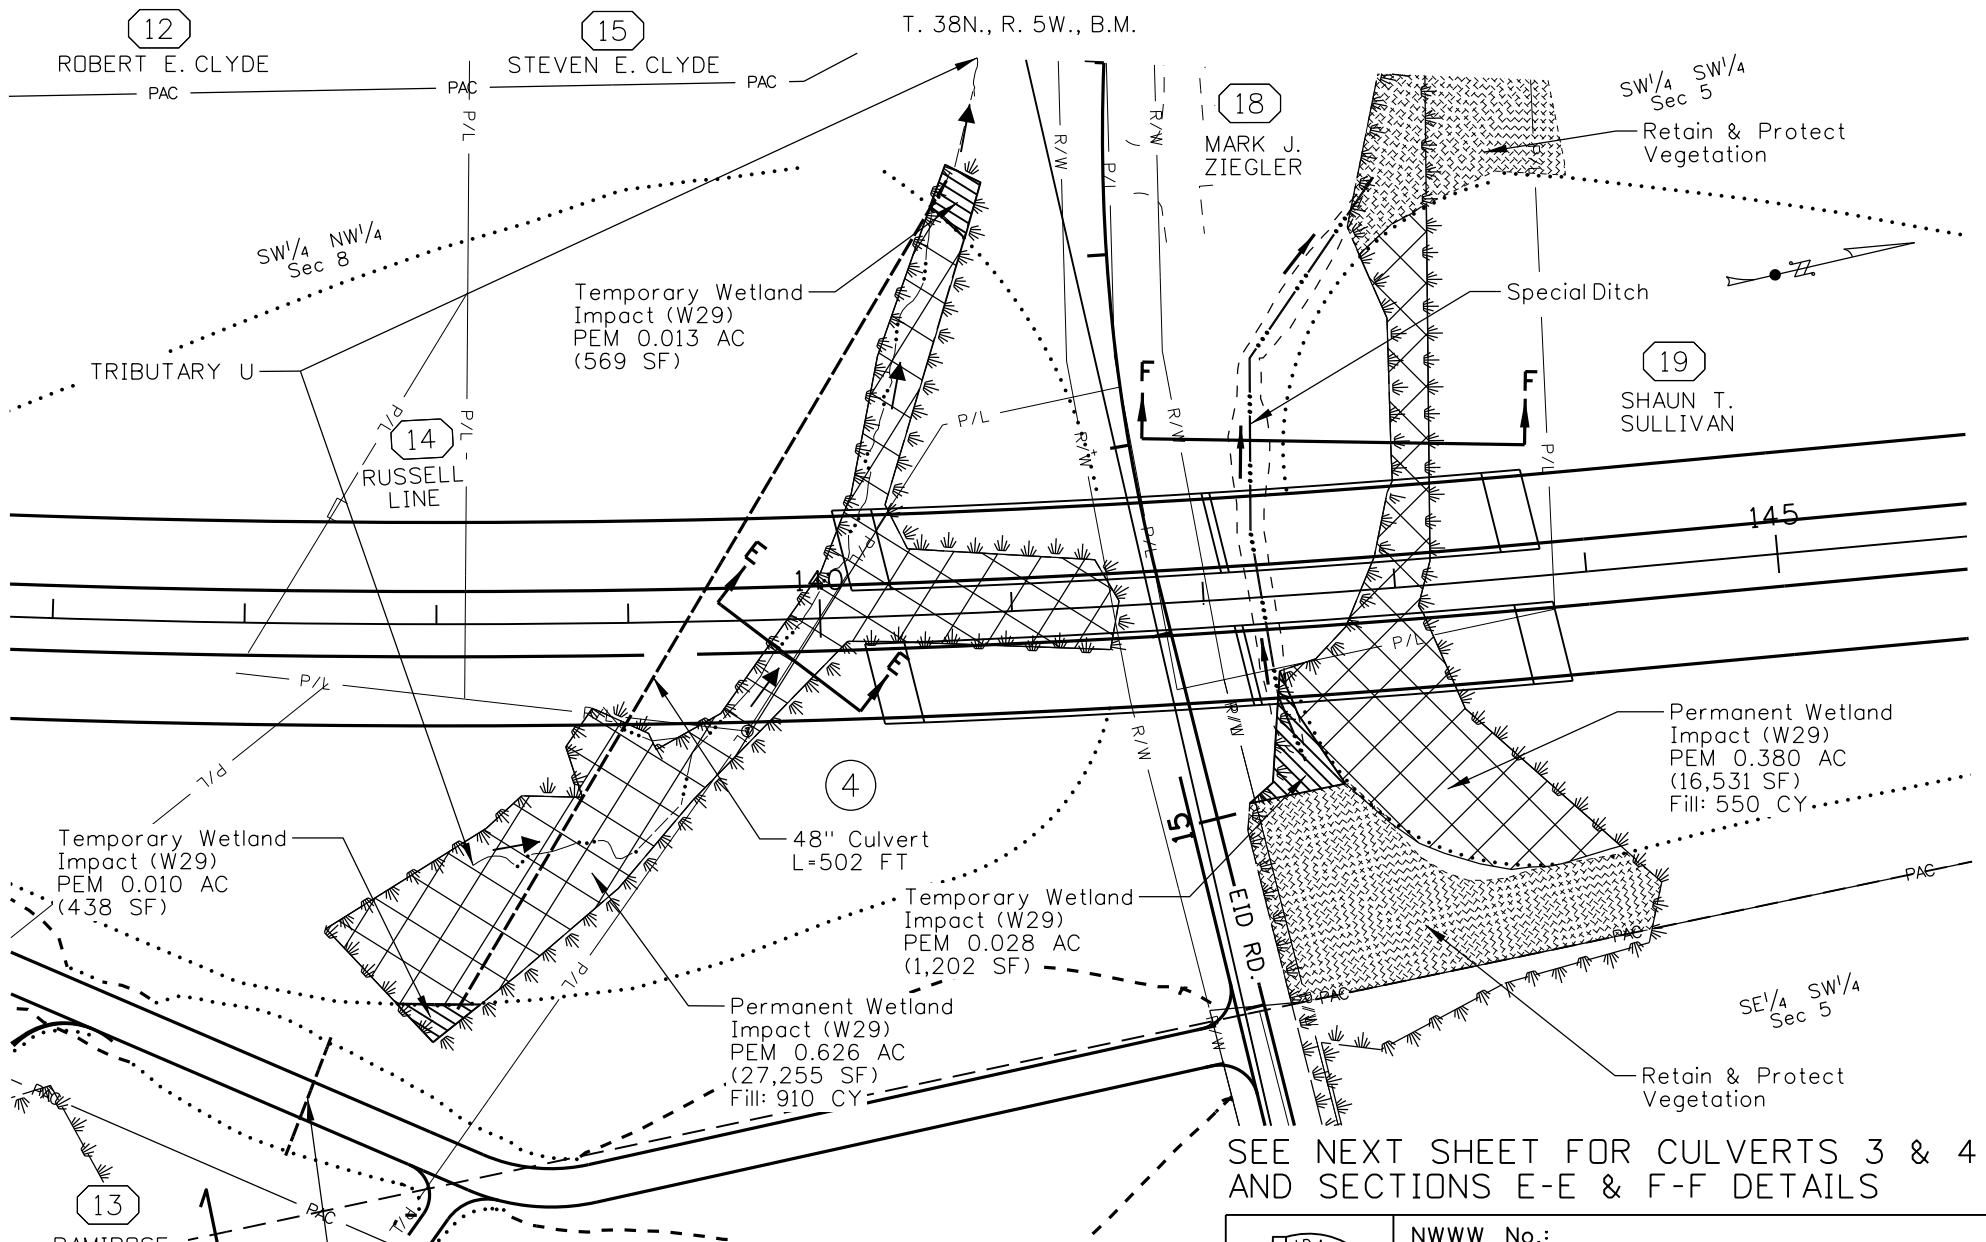 T. 38N., R. 5W., B.M.
12
ROBERT E. CLYDE
15
STEVEN E. CLYDE
PAC
PAC
PAC
P/L
R/W
P/L
R/W
18
MARK J.
ZIEGLER
SW1/4 SW1/4
Sec 5
Retain & Protect
Vegetation
P/L
SW1/4 NW1/4
Sec 8
Temporary Wetland
Impact (W29)
PEM 0.013 AC
(569 SF)
Special Ditch
TRIBUTARY U
19
SHAUN T.
SULLIVAN
F
F
P/L
P/L
P/L
R/W
R/W
P/L
14
RUSSELL
LINE
145
140
E
E
P/L
P/L
P/L
P/L
P/L
R/W
R/W
P/L
Permanent Wetland
Impact (W29)
PEM 0.380 AC
(16,531 SF)
Fill: 550 CY
4
48" Culvert
L=502 FT
15
Temporary Wetland
Impact (W29)
PEM 0.010 AC
(438 SF)
Temporary Wetland
Impact (W29)
PEM 0.028 AC
(1,202 SF)
EID RD.
PAC
PAC
PAC
P/L
R/W
R/W
Permanent Wetland
Impact (W29)
PEM 0.626 AC
(27,255 SF)
Fill: 910 CY
SE1/4 SW1/4
Sec 5
Retain & Protect
Vegetation
SEE NEXT SHEET FOR CULVERTS 3 & 4
AND SECTIONS E-E & F-F DETAILS
13
PAC
P/L
NWWW No.: